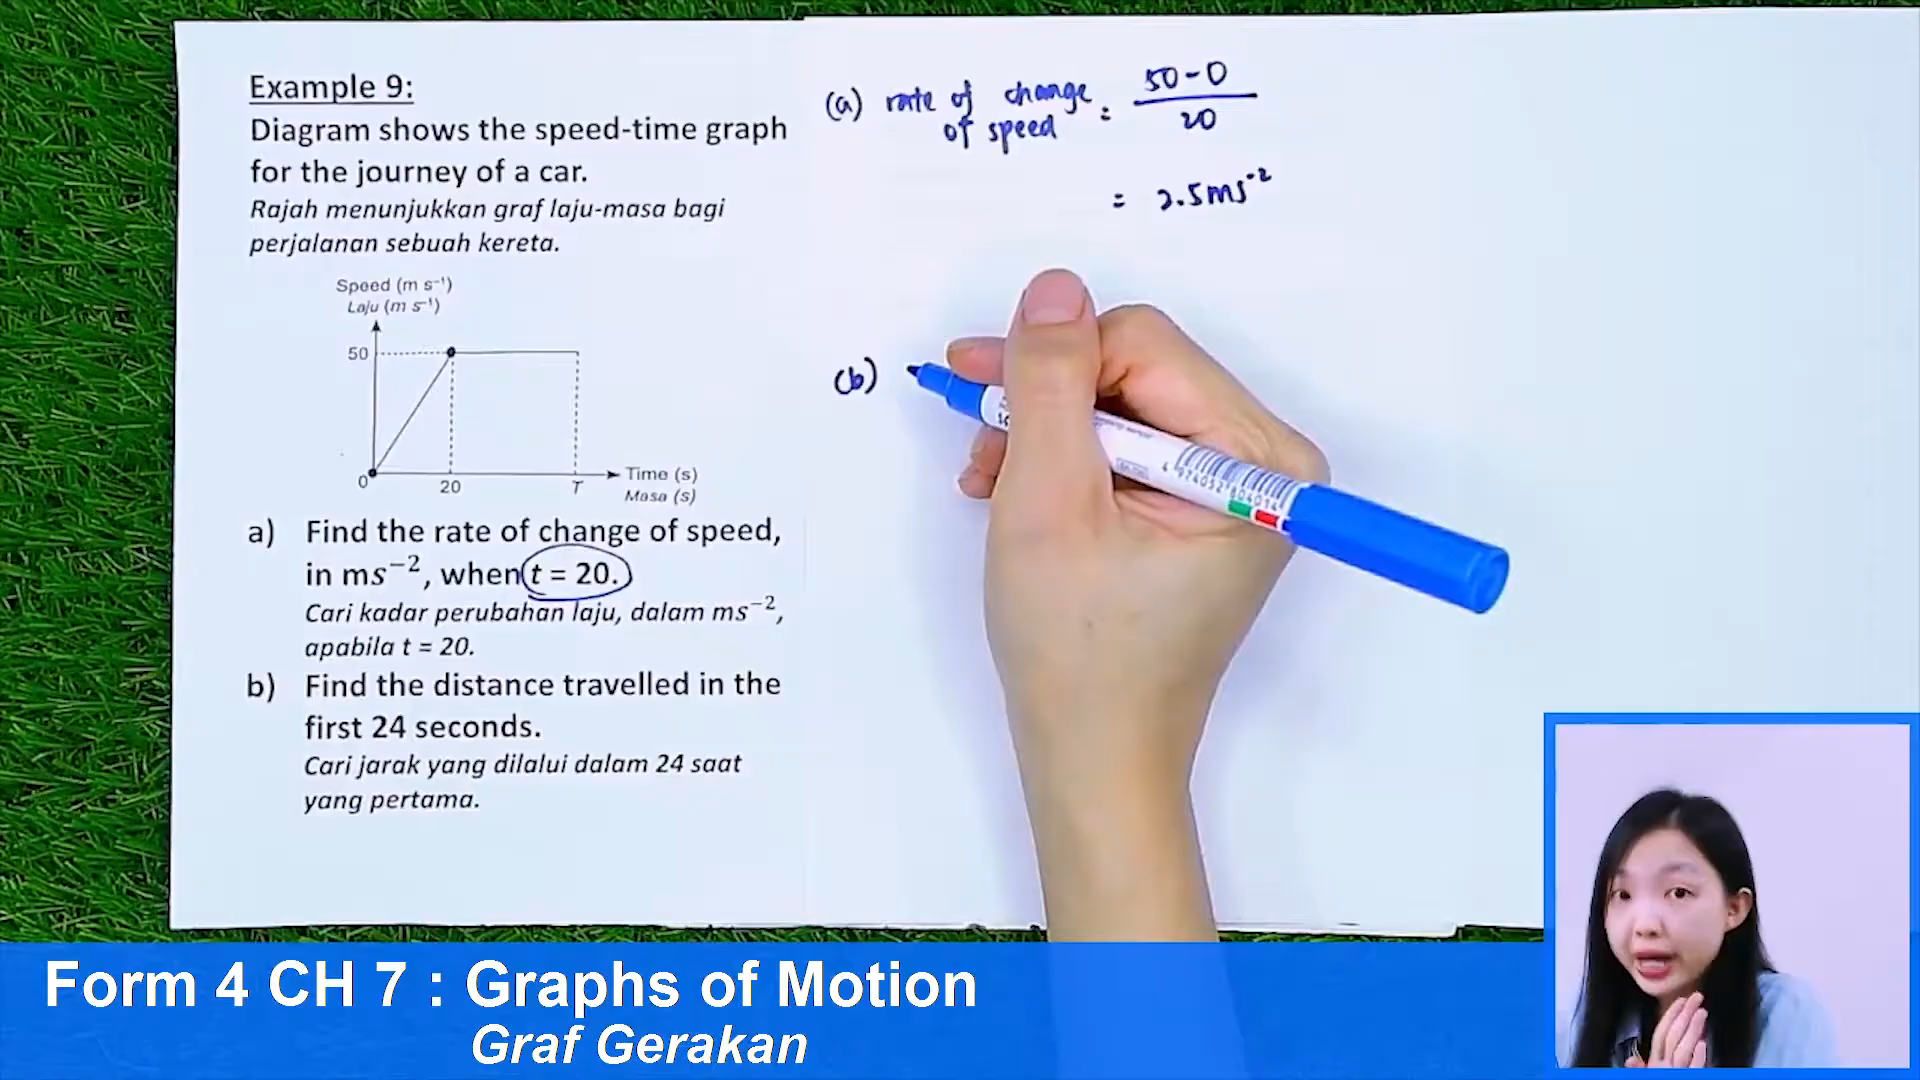 Example 9:
Diagram shows the speed-time graph
for the journey of a car.
Rajah menunjukkan graf laju-masa bagi
perjalanan sebuah kereta.
Speed (m s⁻¹)
Laju (m s⁻¹)
50
0
20
T
Time (s)
Masa (s)
a) Find the rate of change of speed,
in ms⁻², when t = 20.
Cari kadar perubahan laju, dalam ms⁻²,
apabila t = 20.
b) Find the distance travelled in the
first 24 seconds.
Cari jarak yang dilalui dalam 24 saat
yang pertama.
(a) rate of change of speed = 50-0 / 20
= 2.5ms⁻²
(b)
4 974052 804014
Form 4 CH 7 : Graphs of Motion
Graf Gerakan